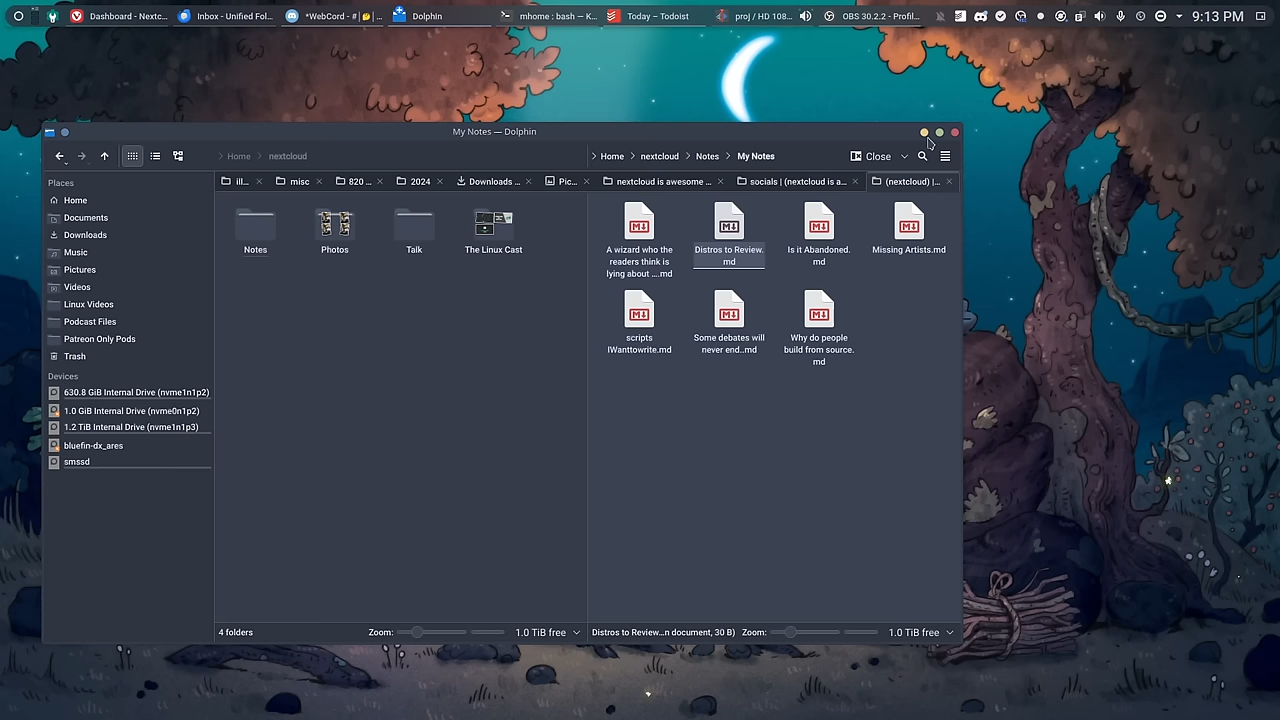 Dashboard - Nextc...
Inbox - Unified Fol...
*WebCord - # | 🤔 | ...
Dolphin
mhome : bash — K...
Today – Todoist
proj / HD 108...
OBS 30.2.2 - Profil...
9:13 PM
My Notes — Dolphin
Home
nextcloud
Home
nextcloud
Notes
My Notes
Close
ill...
misc
820 ...
2024
Downloads ...
Pic...
nextcloud is awesome ...
socials | (nextcloud is a...
(nextcloud) |...
Places
Home
Documents
Downloads
Music
Pictures
Videos
Linux Videos
Podcast Files
Patreon Only Pods
Trash
Devices
630.8 GiB Internal Drive (nvme1n1p2)
1.0 GiB Internal Drive (nvme0n1p2)
1.2 TiB Internal Drive (nvme1n1p3)
bluefin-dx_ares
smssd
Notes
Photos
Talk
The Linux Cast
A wizard who the
readers think is
lying about ....md
Distros to Review.
md
Is it Abandoned.
md
Missing Artists.md
scripts
IWanttowrite.md
Some debates will
never end..md
Why do people
build from source.
md
4 folders
Zoom:
1.0 TiB free
Distros to Review...n document, 30 B)
Zoom:
1.0 TiB free